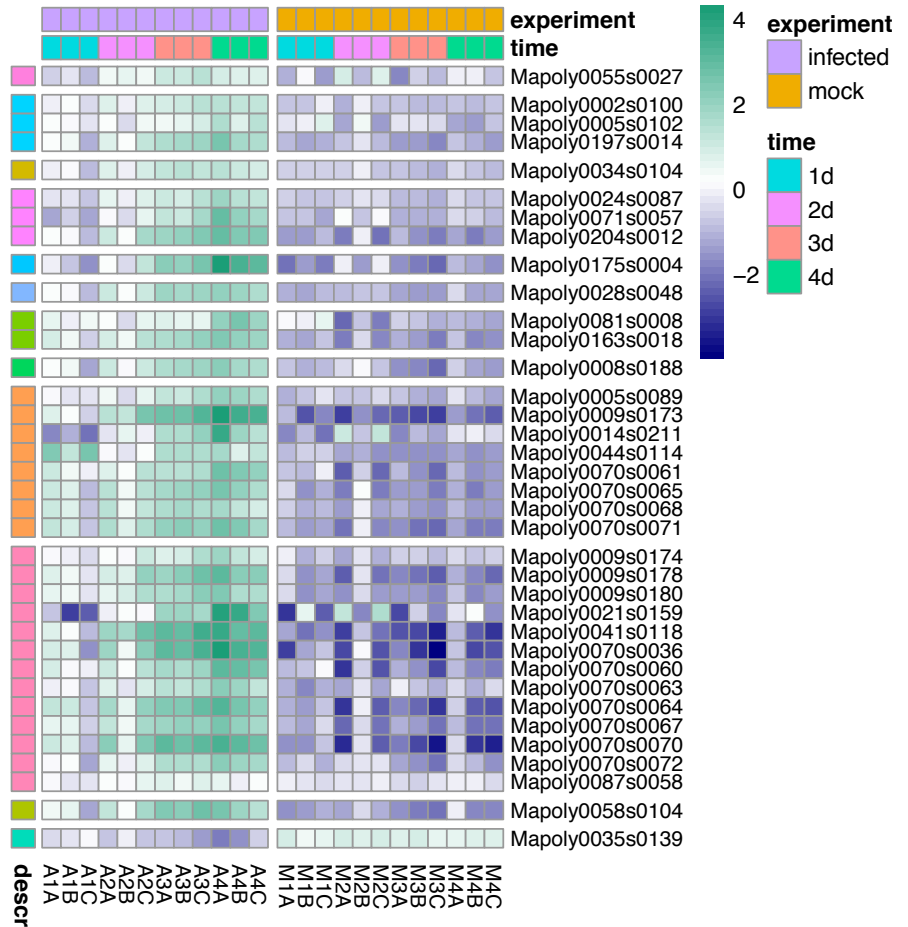 experiment
time
Mapoly0055s0027
Mapoly0002s0100
Mapoly0005s0102
Mapoly0197s0014
Mapoly0034s0104
Mapoly0024s0087
Mapoly0071s0057
Mapoly0204s0012
Mapoly0175s0004
Mapoly0028s0048
Mapoly0081s0008
Mapoly0163s0018
Mapoly0008s0188
Mapoly0005s0089
Mapoly0009s0173
Mapoly0014s0211
Mapoly0044s0114
Mapoly0070s0061
Mapoly0070s0065
Mapoly0070s0068
Mapoly0070s0071
Mapoly0009s0174
Mapoly0009s0178
Mapoly0009s0180
Mapoly0021s0159
Mapoly0041s0118
Mapoly0070s0036
Mapoly0070s0060
Mapoly0070s0063
Mapoly0070s0064
Mapoly0070s0067
Mapoly0070s0070
Mapoly0070s0072
Mapoly0087s0058
Mapoly0058s0104
Mapoly0035s0139
descr
A1A
A1B
A1C
A2A
A2B
A2C
A3A
A3B
A3C
A4A
A4B
A4C
M1A
M1B
M1C
M2A
M2B
M2C
M3A
M3B
M3C
M4A
M4B
M4C
4
2
0
−2
experiment
infected
mock
time
1d
2d
3d
4d